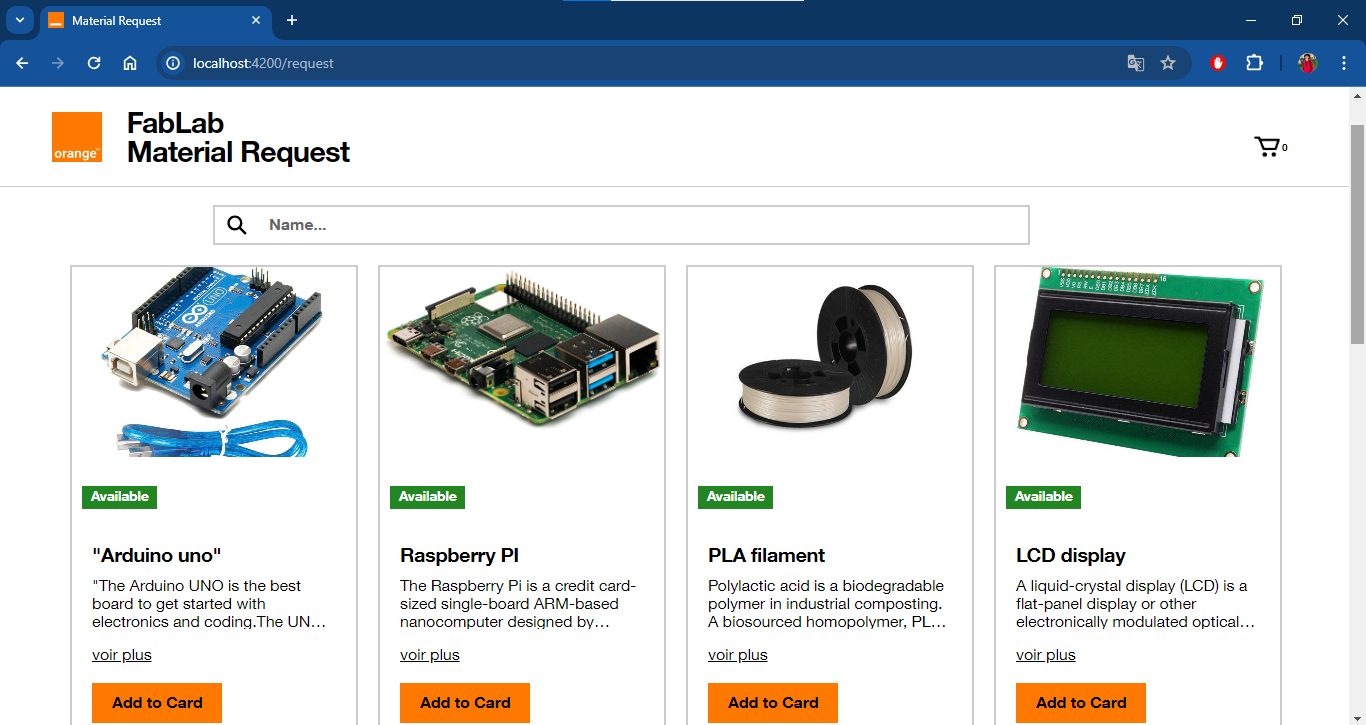 Material Request
localhost:4200/request
orange™
FabLab
Material Request
0
Name...
UNO
ARDUINO
16
Available
Available
Available
Available
"Arduino uno"
Raspberry PI
PLA filament
LCD display
"The Arduino UNO is the best
board to get started with
electronics and coding.The UN...
The Raspberry Pi is a credit card-
sized single-board ARM-based
nanocomputer designed by...
Polylactic acid is a biodegradable
polymer in industrial composting.
A biosourced homopolymer, PL...
A liquid-crystal display (LCD) is a
flat-panel display or other
electronically modulated optical...
voir plus
voir plus
voir plus
voir plus
Add to Card
Add to Card
Add to Card
Add to Card